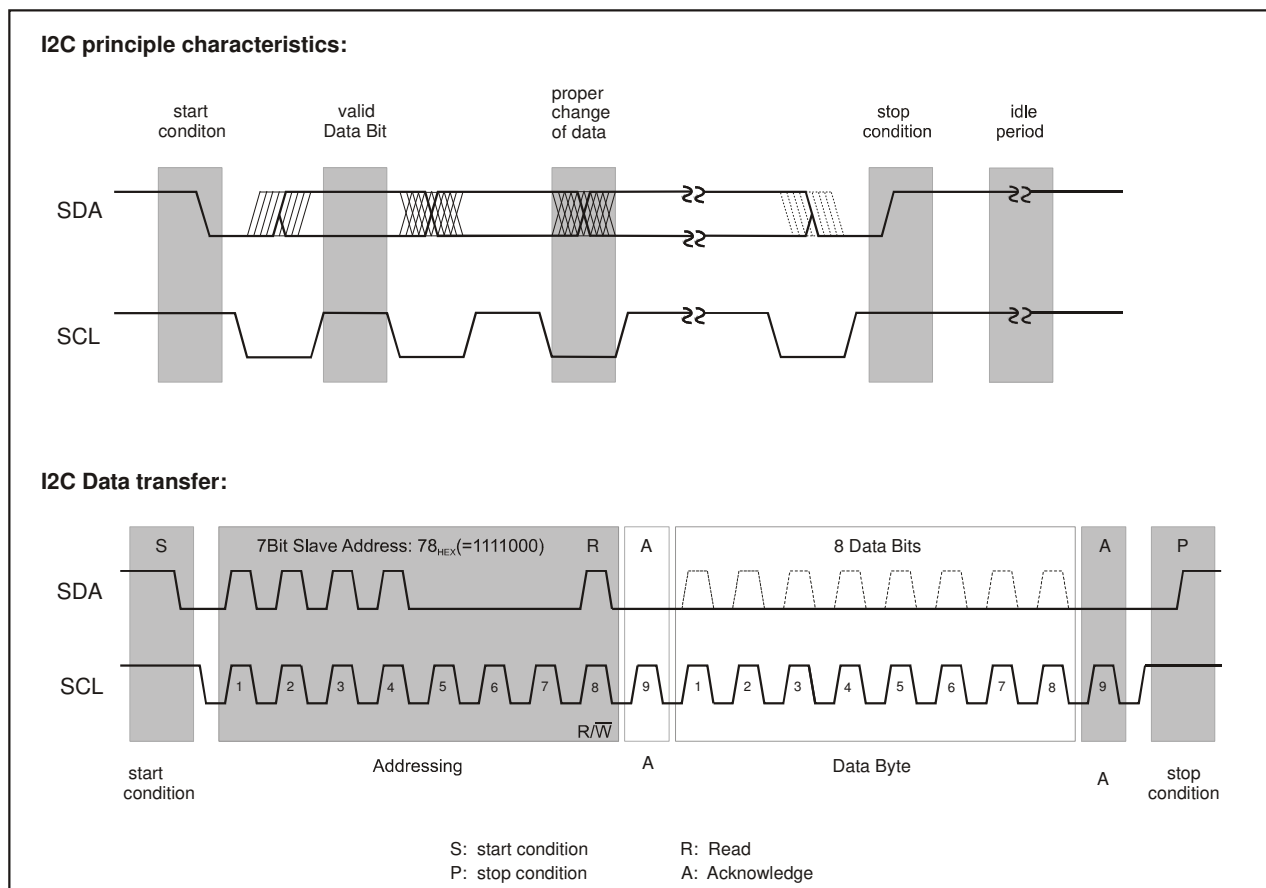 I2C principle characteristics:
start
conditon
valid
Data Bit
proper
change
of data
stop
condition
idle
period
SDA
SCL
I2C Data transfer:
S
7Bit Slave Address: 78HEX(=1111000)
R
A
8 Data Bits
A
P
SDA
SCL
1 2 3 4 5 6 7 8 9 1 2 3 4 5 6 7 8 9
R/W̅
start
condition
Addressing
A
Data Byte
A
stop
condition
S: start condition
R: Read
P: stop condition
A: Acknowledge